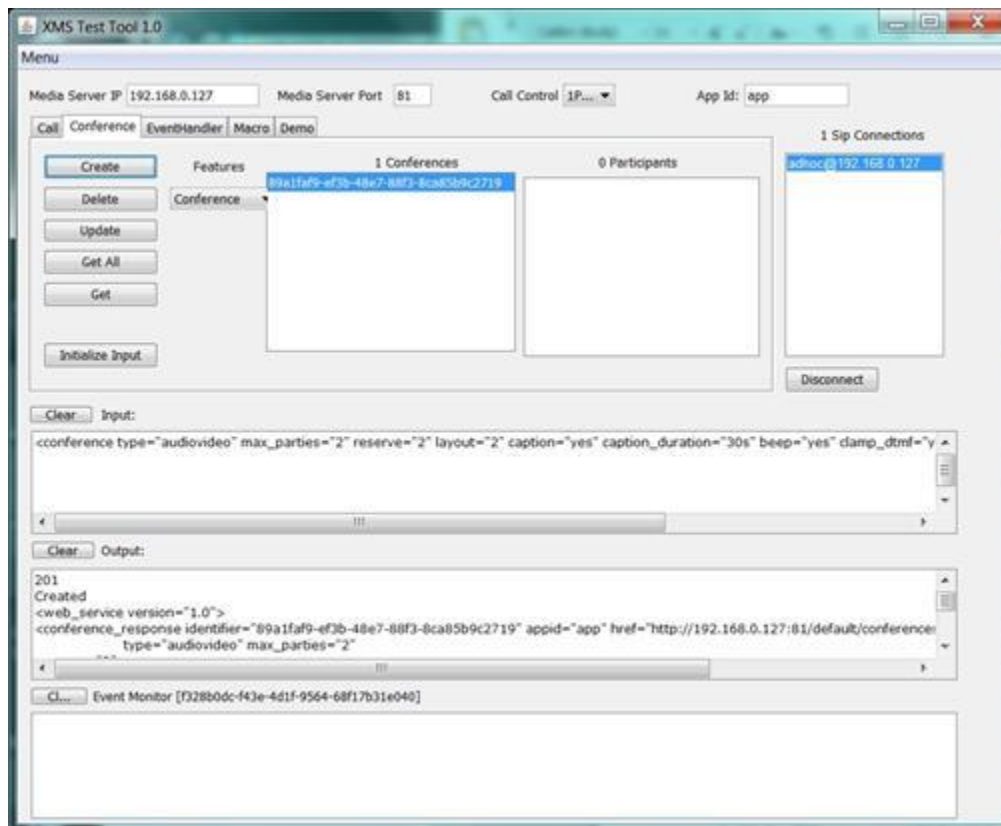 XMS Test Tool 1.0
Menu
Media Server IP 192.168.0.127 Media Server Port 81 Call Control 1P... App Id: app
Call Conference EventHandler Macro Demo
1 Sip Connections
Create Features 1 Conferences 0 Participants
adhoc@192.168.0.127
89a1faf9-ef3b-48e7-88f3-8ca85b9c2719
Delete Conference
Update
Get All
Get
Initialize Input
Disconnect
Clear Input:
<conference type="audiovideo" max_parties="2" reserve="2" layout="2" caption="yes" caption_duration="30s" beep="yes" clamp_dtmf="y
Clear Output:
201
Created
<web_service version="1.0">
<conference_response identifier="89a1faf9-ef3b-48e7-88f3-8ca85b9c2719" appid="app" href="http://192.168.0.127:81/default/conferences
type="audiovideo" max_parties="2"
Cl... Event Monitor [f328b0dc-f43e-4d1f-9564-68f17b31e040]